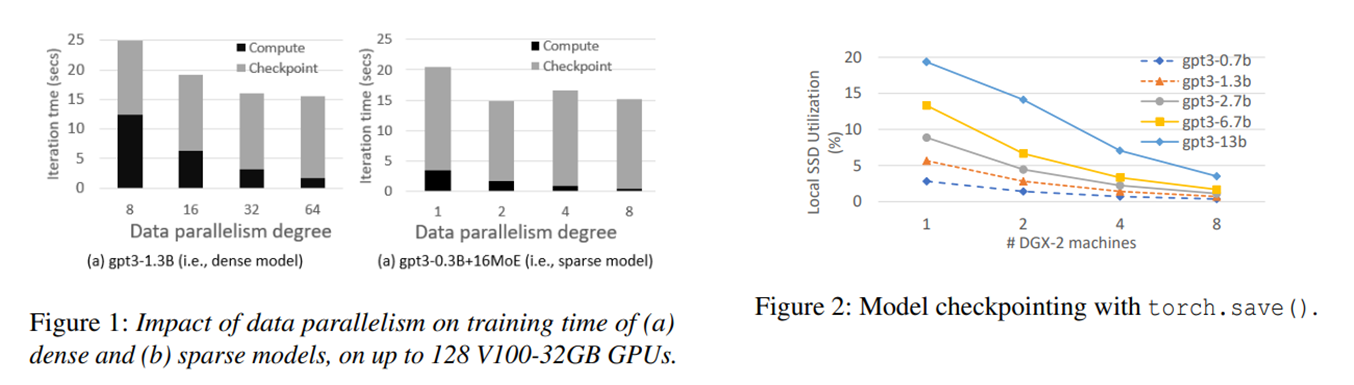 Iteration time (secs)
25
20
15
10
5
0
Compute
Checkpoint
8 16 32 64
Data parallelism degree
(a) gpt3-1.3B (i.e., dense model)
Iteration time (secs)
25
20
15
10
5
0
Compute
Checkpoint
1 2 4 8
Data parallelism degree
(a) gpt3-0.3B+16MoE (i.e., sparse model)
Figure 1: Impact of data parallelism on training time of (a)
dense and (b) sparse models, on up to 128 V100-32GB GPUs.
Local SSD Utilization
(%)
20
15
10
5
0
gpt3-0.7b
gpt3-1.3b
gpt3-2.7b
gpt3-6.7b
gpt3-13b
1 2 4 8
# DGX-2 machines
Figure 2: Model checkpointing with torch.save().